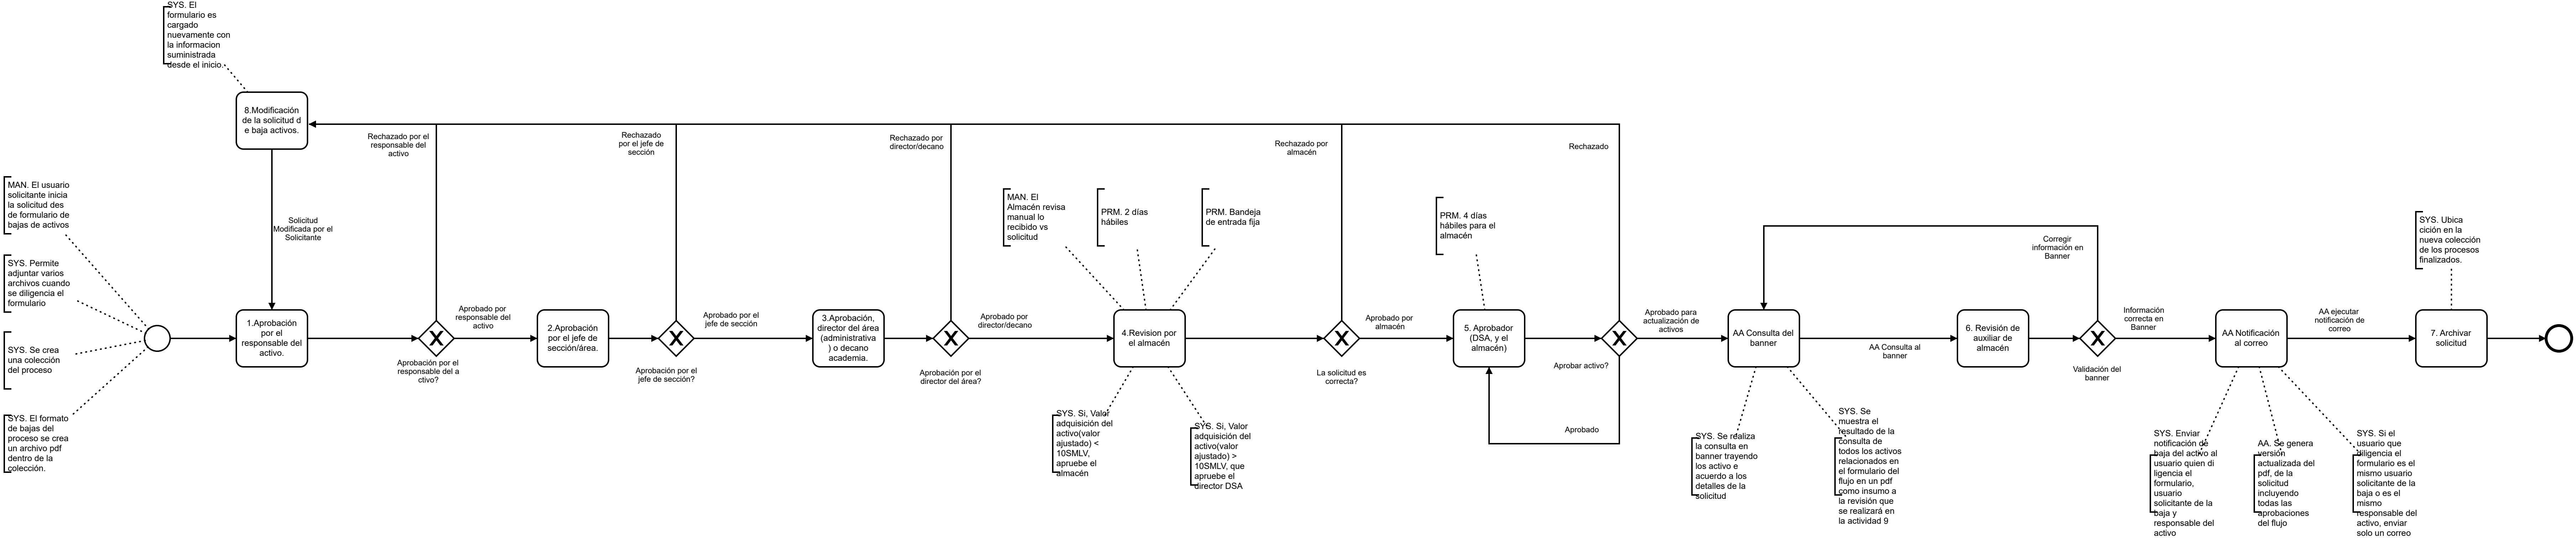 SYS. El
formulario es
cargado
nuevamente con
la informacion
suministrada
desde el inicio.
8.Modificación
de la solicitud d
e baja activos.
Rechazado por el
responsable del
activo
Rechazado
por el jefe de
sección
Rechazado por
director/decano
Rechazado por
almacén
Rechazado
MAN. El usuario
solicitante inicia
la solicitud des
de formulario de
bajas de activos
SYS. Permite
adjuntar varios
archivos cuando
se diligencia el
formulario
SYS. Se crea
una colección
del proceso
SYS. El formato
de bajas del
proceso se crea
un archivo pdf
dentro de la
colección.
Solicitud
Modificada por el
Solicitante
1.Aprobación
por el
responsable del
activo.
X
Aprobación por el
responsable del a
ctivo?
Aprobado por
responsable del
activo
2.Aprobación
por el jefe de
sección/área.
X
Aprobación por el
jefe de sección?
Aprobado por el
jefe de sección
3.Aprobación,
director del área
(administrativa
) o decano
academia.
X
Aprobación por el
director del área?
Aprobado por
director/decano
MAN. El
Almacén revisa
manual lo
recibido vs
solicitud
PRM. 2 días
hábiles
PRM. Bandeja
de entrada fija
4.Revision por
el almacén
SYS. Si, Valor
adquisición del
activo(valor
ajustado) <
10SMLV,
apruebe el
almacén
SYS. Si, Valor
adquisición del
activo(valor
ajustado) >
10SMLV, que
apruebe el
director DSA
X
La solicitud es
correcta?
Aprobado por
almacén
PRM. 4 días
hábiles para el
almacén
5. Aprobador
(DSA, y el
almacén)
X
Aprobar activo?
Aprobado
Aprobado para
actualización de
activos
AA Consulta del
banner
SYS. Se realiza
la consulta en
banner trayendo
los activo e
acuerdo a los
detalles de la
solicitud
SYS. Se
muestra el
resultado de la
consulta de
todos los activos
relacionados en
el formulario del
flujo en un pdf
como insumo a
la revisión que
se realizará en
la actividad 9
AA Consulta al
banner
6. Revisión de
auxiliar de
almacén
Corregir
información en
Banner
X
Validación del
banner
Información
correcta en
Banner
AA Notificación
al correo
SYS. Enviar
notificación de
baja del activo al
usuario quien di
ligencia el
formulario,
usuario
solicitante de la
baja y
responsable del
activo
AA. Se genera
versión
actualizada del
pdf, de la
solicitud
incluyendo
todas las
aprobaciones
del flujo
SYS. Si el
usuario que
diligencia el
formulario es el
mismo usuario
solicitante de la
baja o es el
mismo
responsable del
activo, enviar
solo un correo
AA ejecutar
notificación de
correo
SYS. Ubica
cición en la
nueva colección
de los procesos
finalizados.
7. Archivar
solicitud